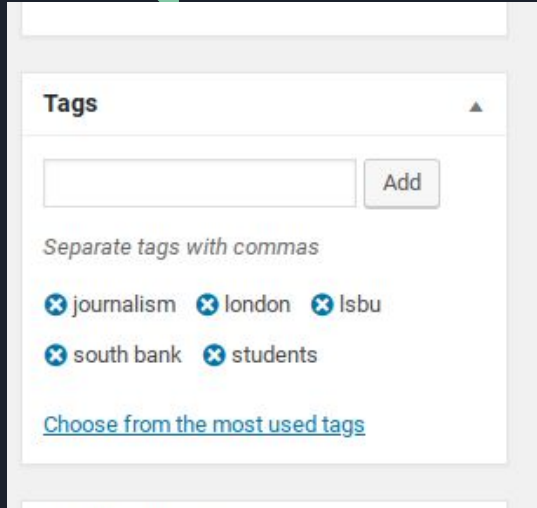 Tags
Add
Separate tags with commas
journalism london lsbu
south bank students
Choose from the most used tags